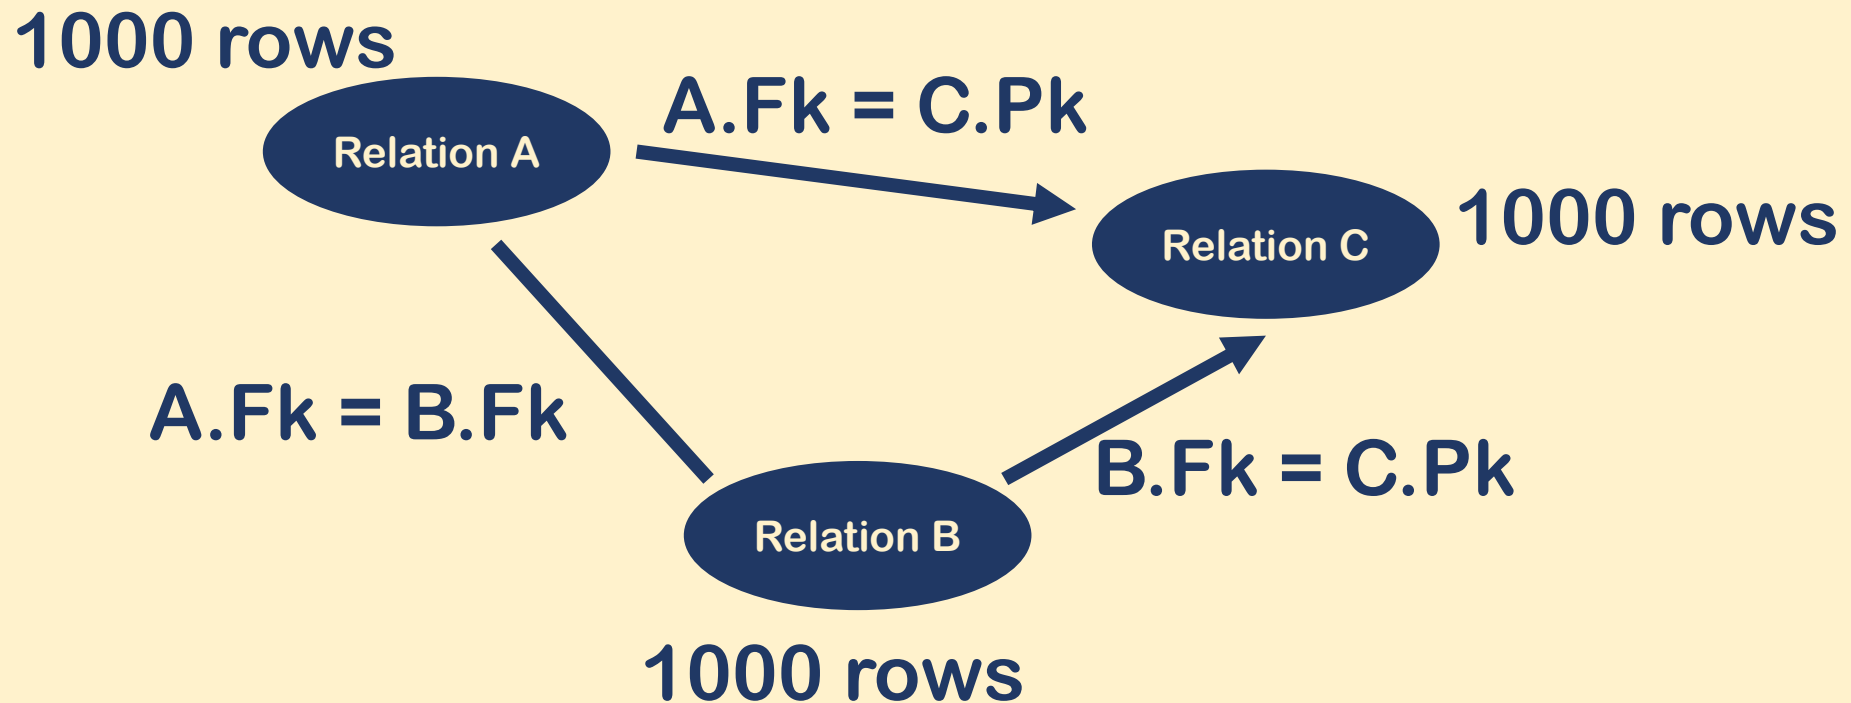 1000 rows
Relation A
A.Fk = C.Pk
Relation C
1000 rows
A.Fk = B.Fk
B.Fk = C.Pk
Relation B
1000 rows